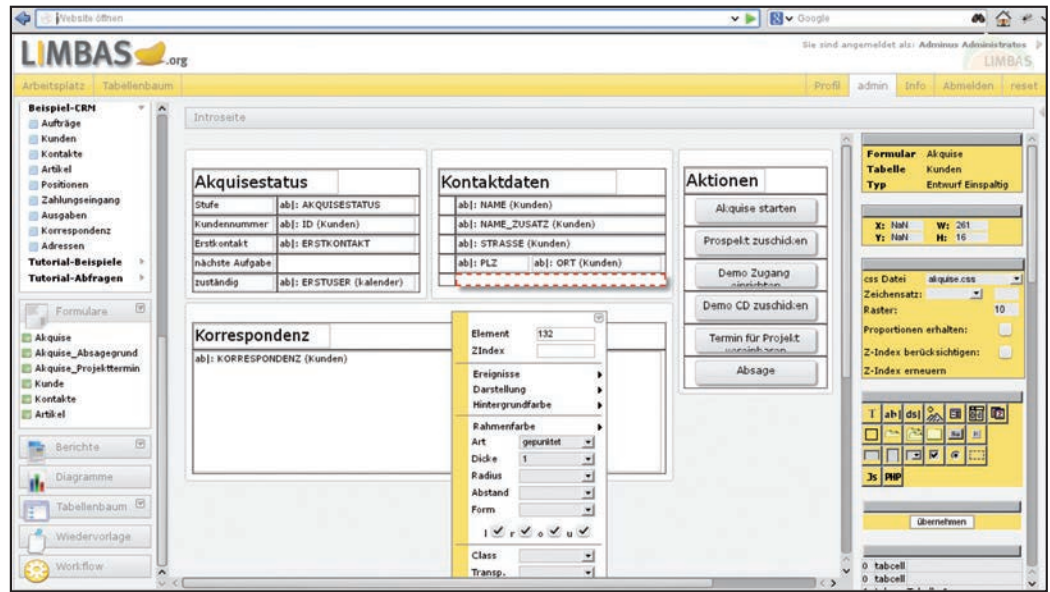 Website öffnen
Google
LIMBAS.org
Sie sind angemeldet als: Adminus Administratos
LIMBAS
Arbeitsplatz Tabellenbaum
Profil admin Info Abmelden reset
Beispiel-CRM
Aufträge
Kunden
Kontakte
Artikel
Positionen
Zahlungseingang
Ausgaben
Korrespondenz
Adressen
Tutorial-Beispiele
Tutorial-Abfragen
Formulare
Akquise
Akquise_Absagegrund
Akquise_Projekttermin
Kunde
Kontakte
Artikel
Berichte
Diagramme
Tabellenbaum
Wiedervorlage
Workflow
Introseite
Akquisestatus
Stufe ab|: AKQUISESTATUS
Kundennummer ab|: ID (Kunden)
Erstkontakt ab|: ERSTKONTAKT
nächste Aufgabe
zuständig ab|: ERSTUSER (kalender)
Kontaktdaten
ab|: NAME (Kunden)
ab|: NAME_ZUSATZ (Kunden)
ab|: STRASSE (Kunden)
ab|: PLZ ab|: ORT (Kunden)
Aktionen
Akquise starten
Prospekt zuschicken
Demo Zugang
einrichten
Demo CD zuschicken
Termin für Projekt
vereinbaren
Absage
Korrespondenz
ab|: KORRESPONDENZ (Kunden)
Element 132
ZIndex
Ereignisse
Darstellung
Hintergrundfarbe
Rahmenfarbe
Art gepunktet
Dicke 1
Radius
Abstand
Form
l r o u
Class
Transp.
Formular Akquise
Tabelle Kunden
Typ Entwurf Einspaltig
X: NaN W: 261
Y: NaN H: 16
css Datei akquise.css
Zeichensatz:
Raster: 10
Proportionen erhalten:
Z-Index berücksichtigen:
Z-Index erneuern
T ab| ds|
Js PHP
übernehmen
0 tabcell
0 tabcell